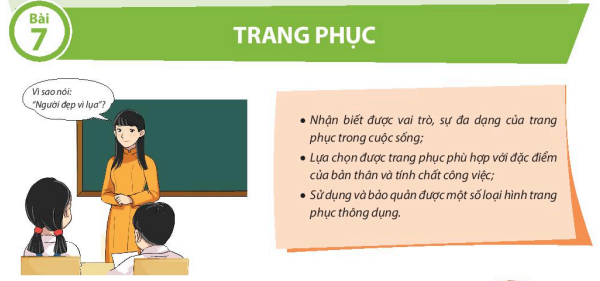 Bài
7
TRANG PHỤC
Vì sao nói:
"Người đẹp vì lụa"?
• Nhận biết được vai trò, sự đa dạng của trang
phục trong cuộc sống;
• Lựa chọn được trang phục phù hợp với đặc điểm
của bản thân và tính chất công việc;
• Sử dụng và bảo quản được một số loại hình trang
phục thông dụng.